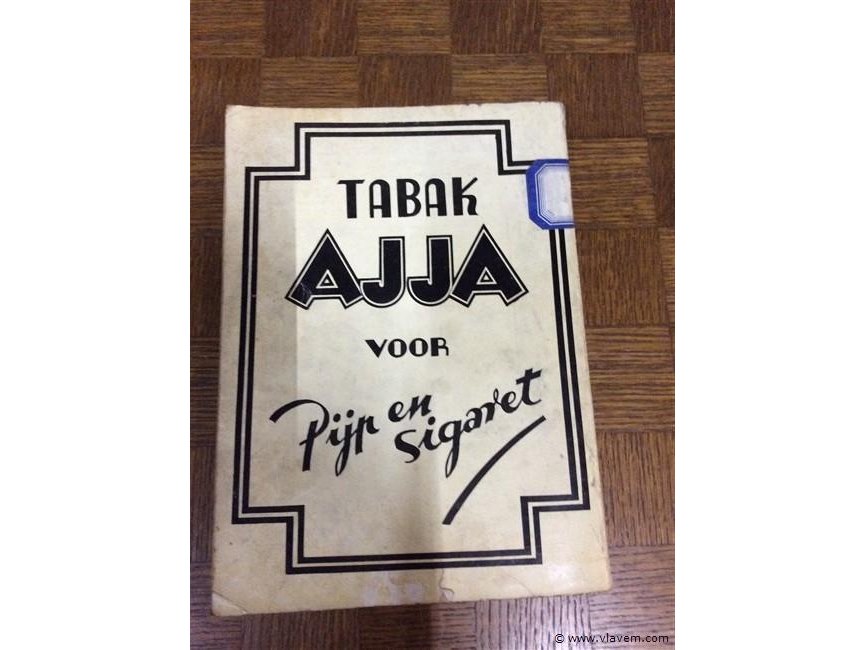 TABAK
AJJA
VOOR
Pijp en
Sigaret
© www.vlavem.com